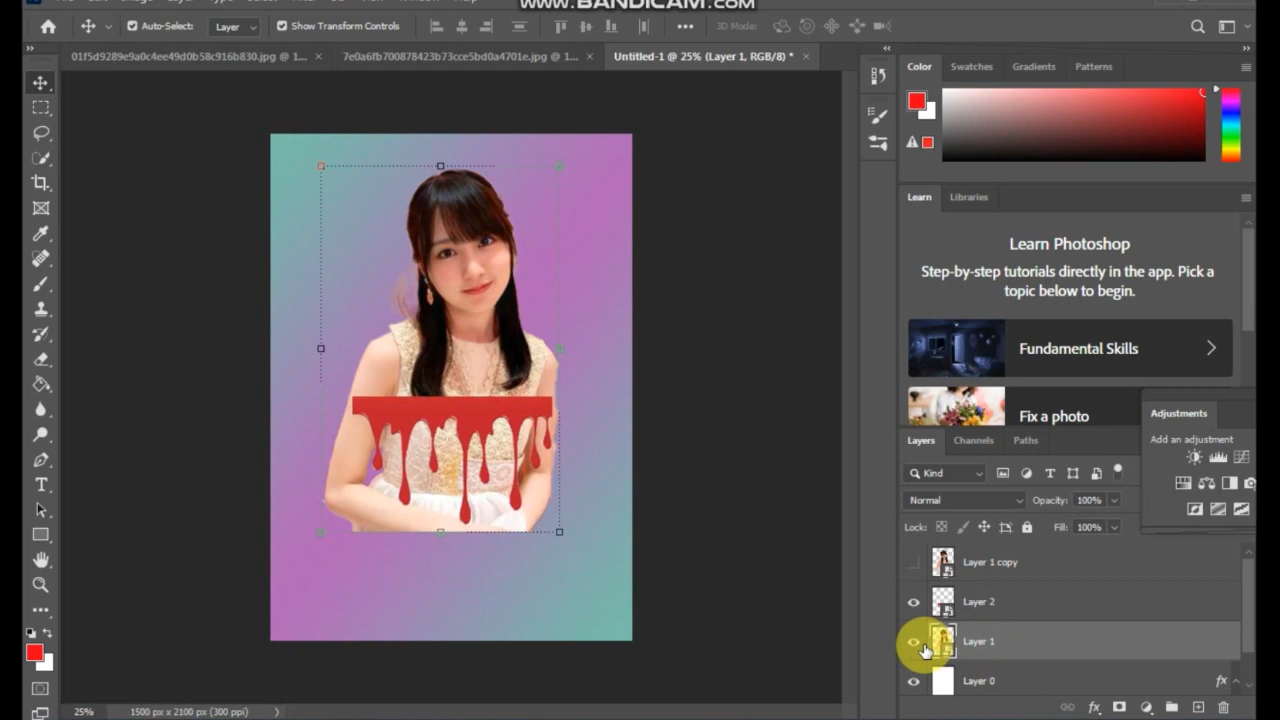 WWW.BANDICAM.COM
Auto-Select:
Layer
Show Transform Controls
3D Mode:
01f5d9289e9a0c4ee49d0b58c916b830.jpg @ 1...
7e0a6fb700878423b73cce5bd0a4701e.jpg @ 1...
Untitled-1 @ 25% (Layer 1, RGB/8) *
Color
Swatches
Gradients
Patterns
Learn
Libraries
Learn Photoshop
Step-by-step tutorials directly in the app. Pick a
topic below to begin.
Fundamental Skills
Fix a photo
Adjustments
Add an adjustment
Layers
Channels
Paths
Kind
Normal
Opacity:
100%
Lock:
Fill:
100%
Layer 1 copy
Layer 2
Layer 1
Layer 0
fx
25%
1500 px x 2100 px (300 ppi)